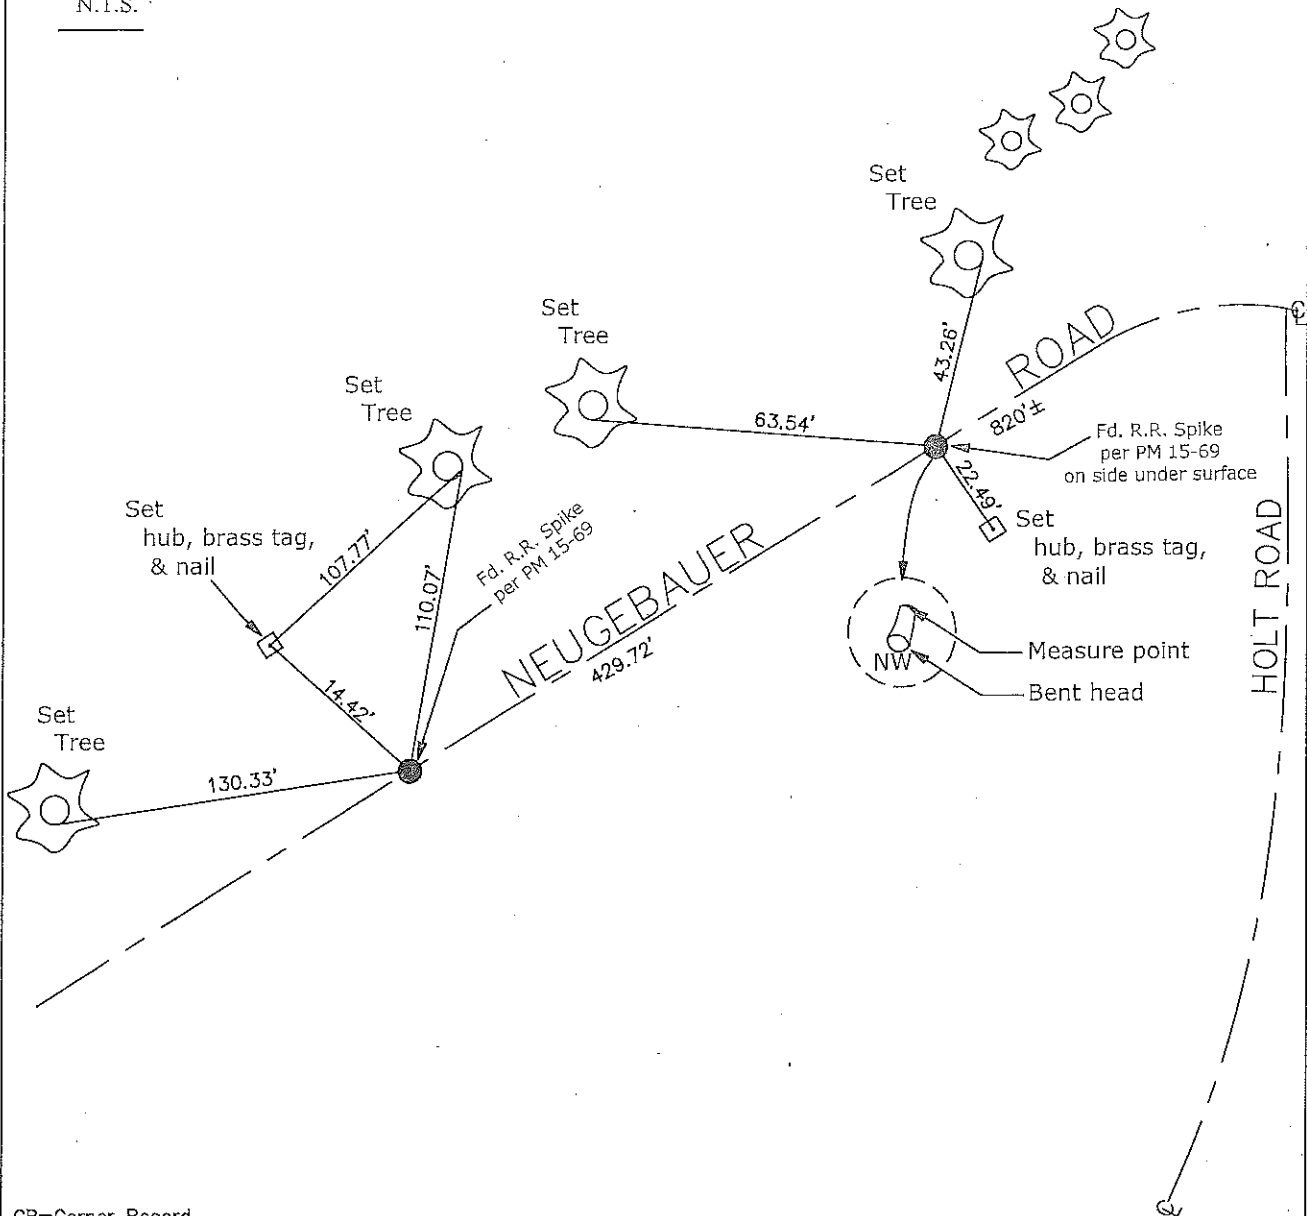 N.T.S.
Set
Tree
Set
Tree
Set
Tree
43.26'
ROAD
820'±
63.54'
Fd. R.R. Spike
per PM 15-69
on side under surface
22.49'
Set
hub, brass tag,
& nail
Set
hub, brass tag,
& nail
107.77'
110.07'
Fd. R.R. Spike
per PM 15-69
NEUGEBAUER
429.72'
HOLT ROAD
NW
Measure point
Bent head
14.42'
Set
Tree
130.33'
CR=Corner Record